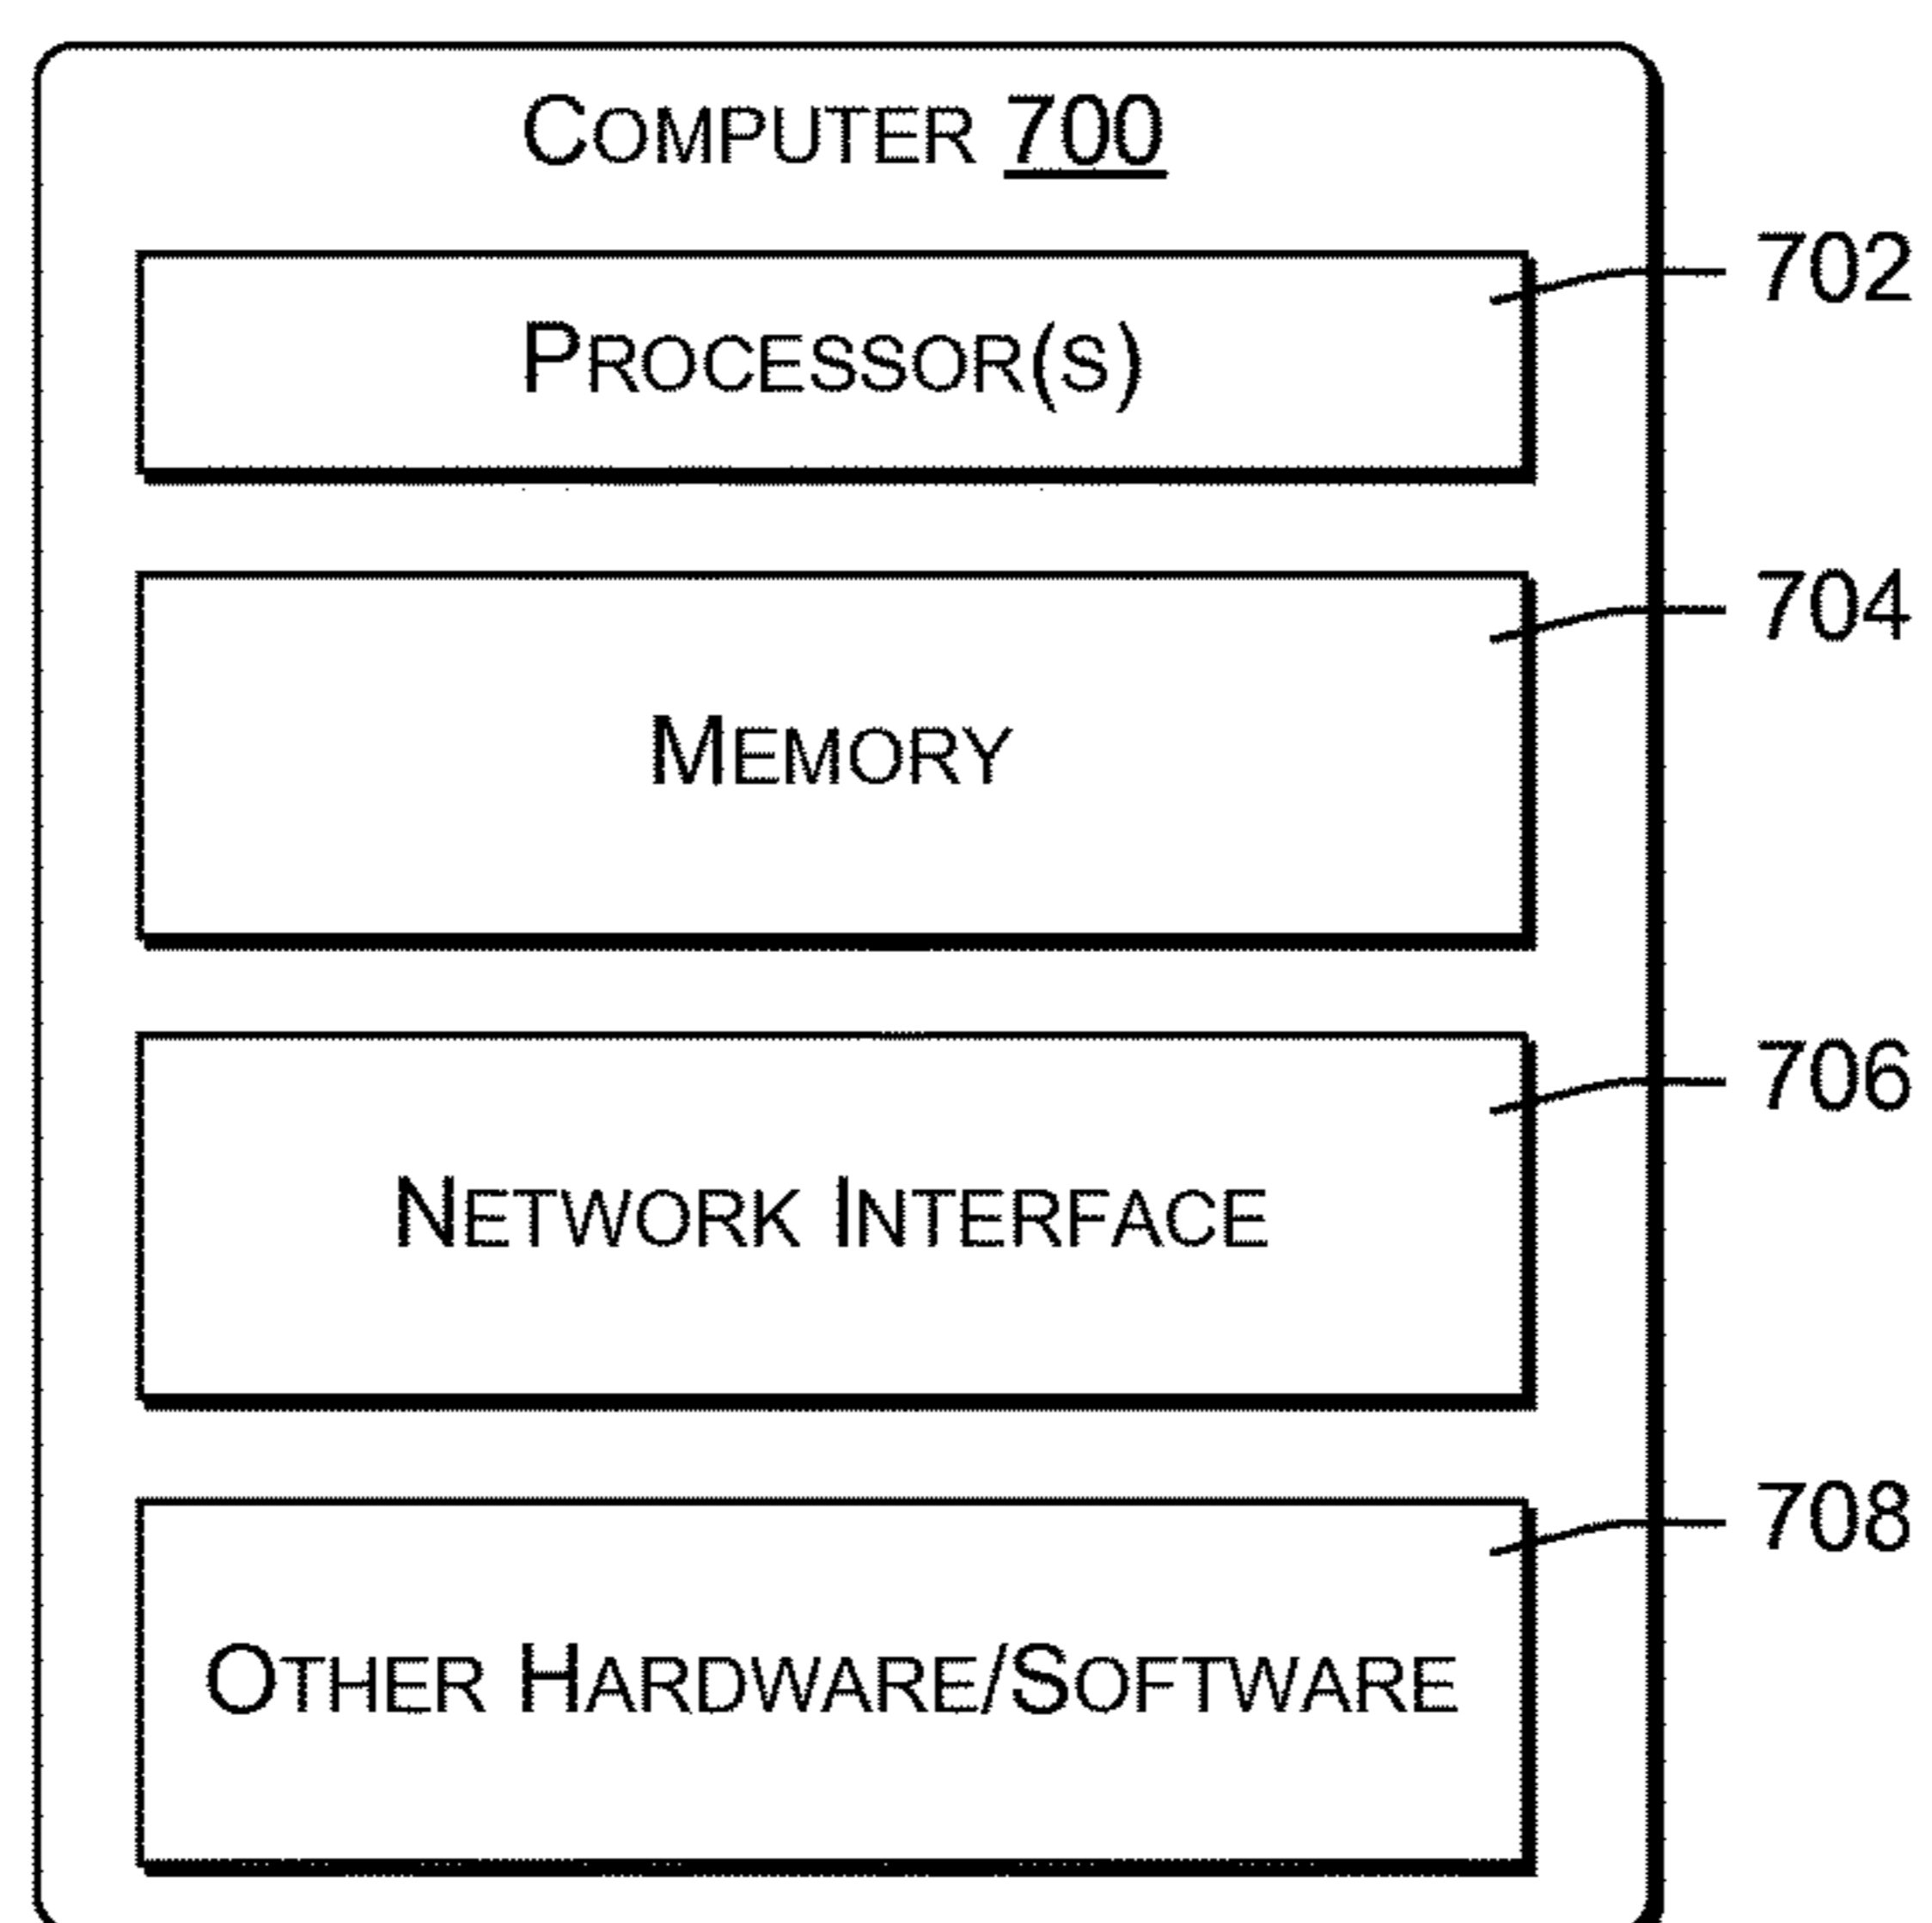 COMPUTER 700
702
PROCESSOR(S)
704
MEMORY
706
NETWORK INTERFACE
708
OTHER HARDWARE/SOFTWARE